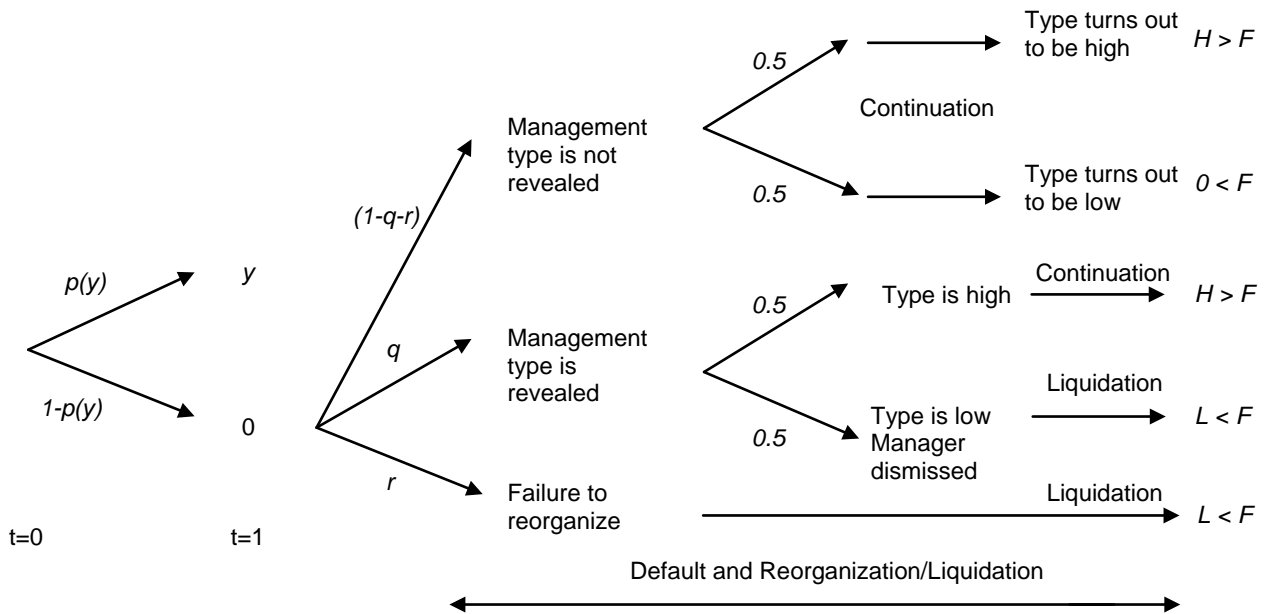 Type turns out
to be high
H > F
0.5
Continuation
Management
type is not
revealed
0.5
Type turns out
to be low
0 < F
(1-q-r)
p(y)
y
Continuation
0.5
Type is high
H > F
Management
type is
revealed
q
1-p(y)
0
Liquidation
0.5
Type is low
Manager
dismissed
L < F
r
Failure to
reorganize
Liquidation
L < F
t=0
t=1
Default and Reorganization/Liquidation